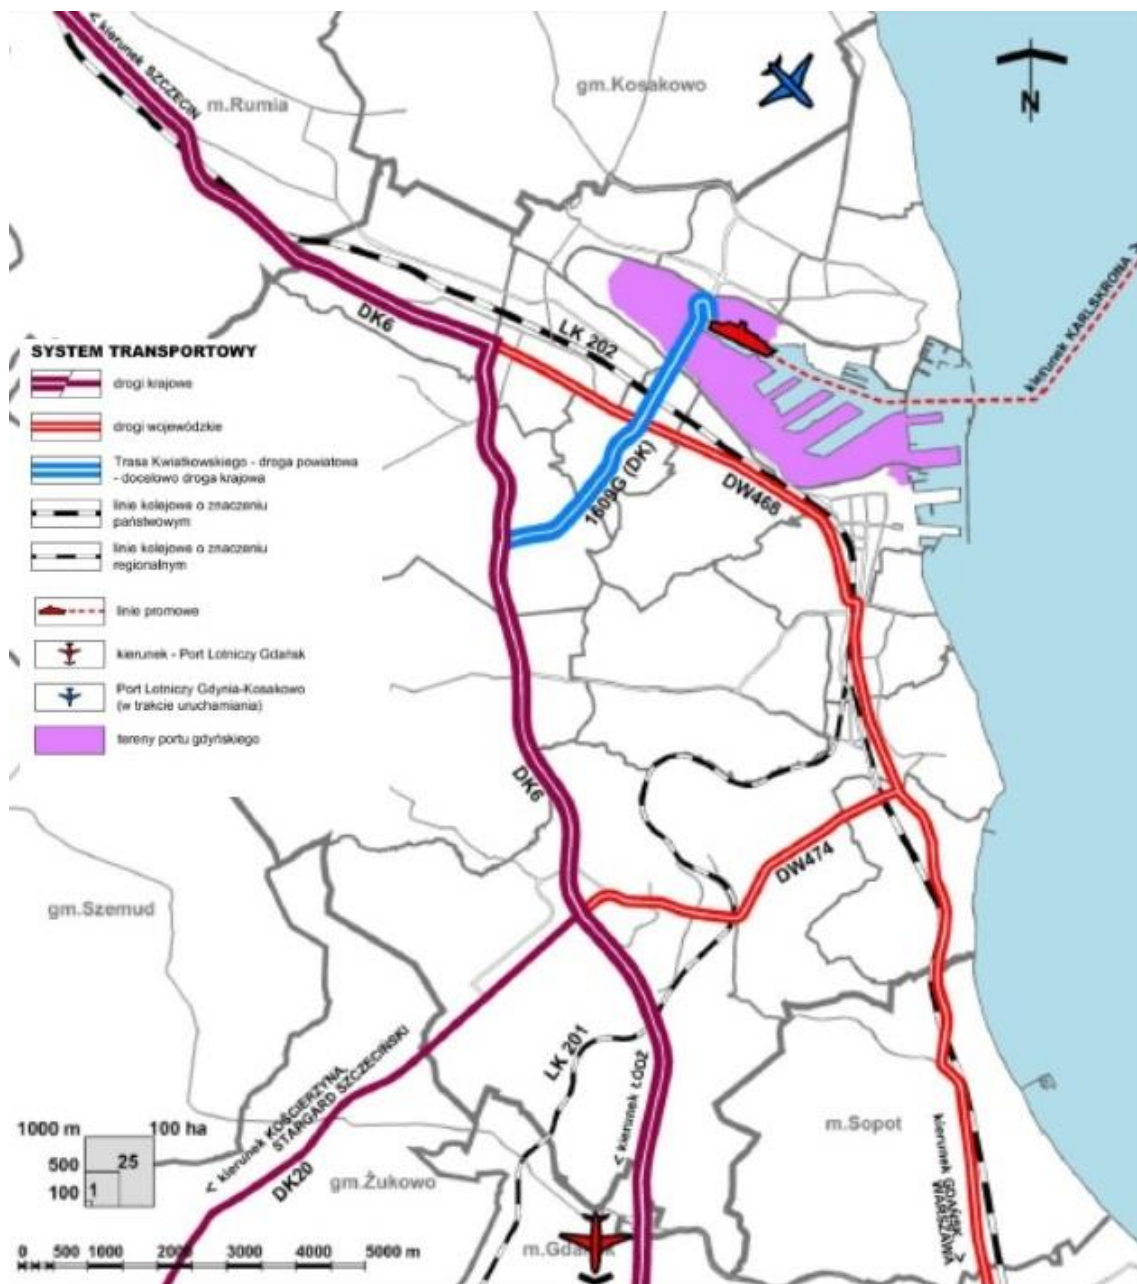 < kierunek SZCZECIN
m.Rumia
gm.Kosakowo
N
kierunek KARLSKRONA >
DK6
LK 202
SYSTEM TRANSPORTOWY
drogi krajowe
drogi wojewódzkie
Trasa Kwiatkowskiego - droga powiatowa
- docelowo droga krajowa
linie kolejowe o znaczeniu
państwowym
linie kolejowe o znaczeniu
regionalnym
linie promowe
kierunek - Port Lotniczy Gdańsk
Port Lotniczy Gdynia-Kosakowo
(w trakcie uruchamiania)
tereny portu gdyńskiego
1609G (DK)
DW468
DK6
DW474
gm.Szemud
LK 201
< kierunek ŁÓDŹ
< kierunek KOŚCIERZYNA,
STARGARD SZCZECIŃSKI
DK20
gm.Żukowo
m.Sopot
kierunek GDAŃSK, >
WARSZAWA
1000 m
100 ha
500
25
100
1
m.Gdańsk
0 500 1000 2000 3000 4000 5000 m